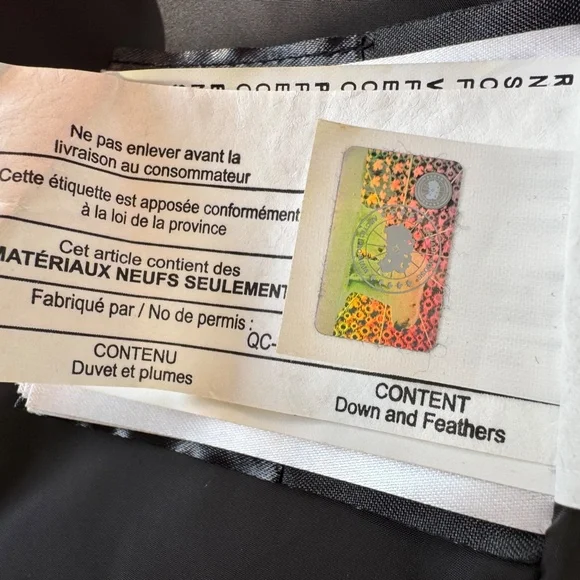 Ne pas enlever avant la
livraison au consommateur
Cette étiquette est apposée conformément
à la loi de la province
Cet article contient des
MATÉRIAUX NEUFS SEULEMENT
Fabriqué par / No de permis :
QC-
CONTENU
Duvet et plumes
CONTENT
Down and Feathers